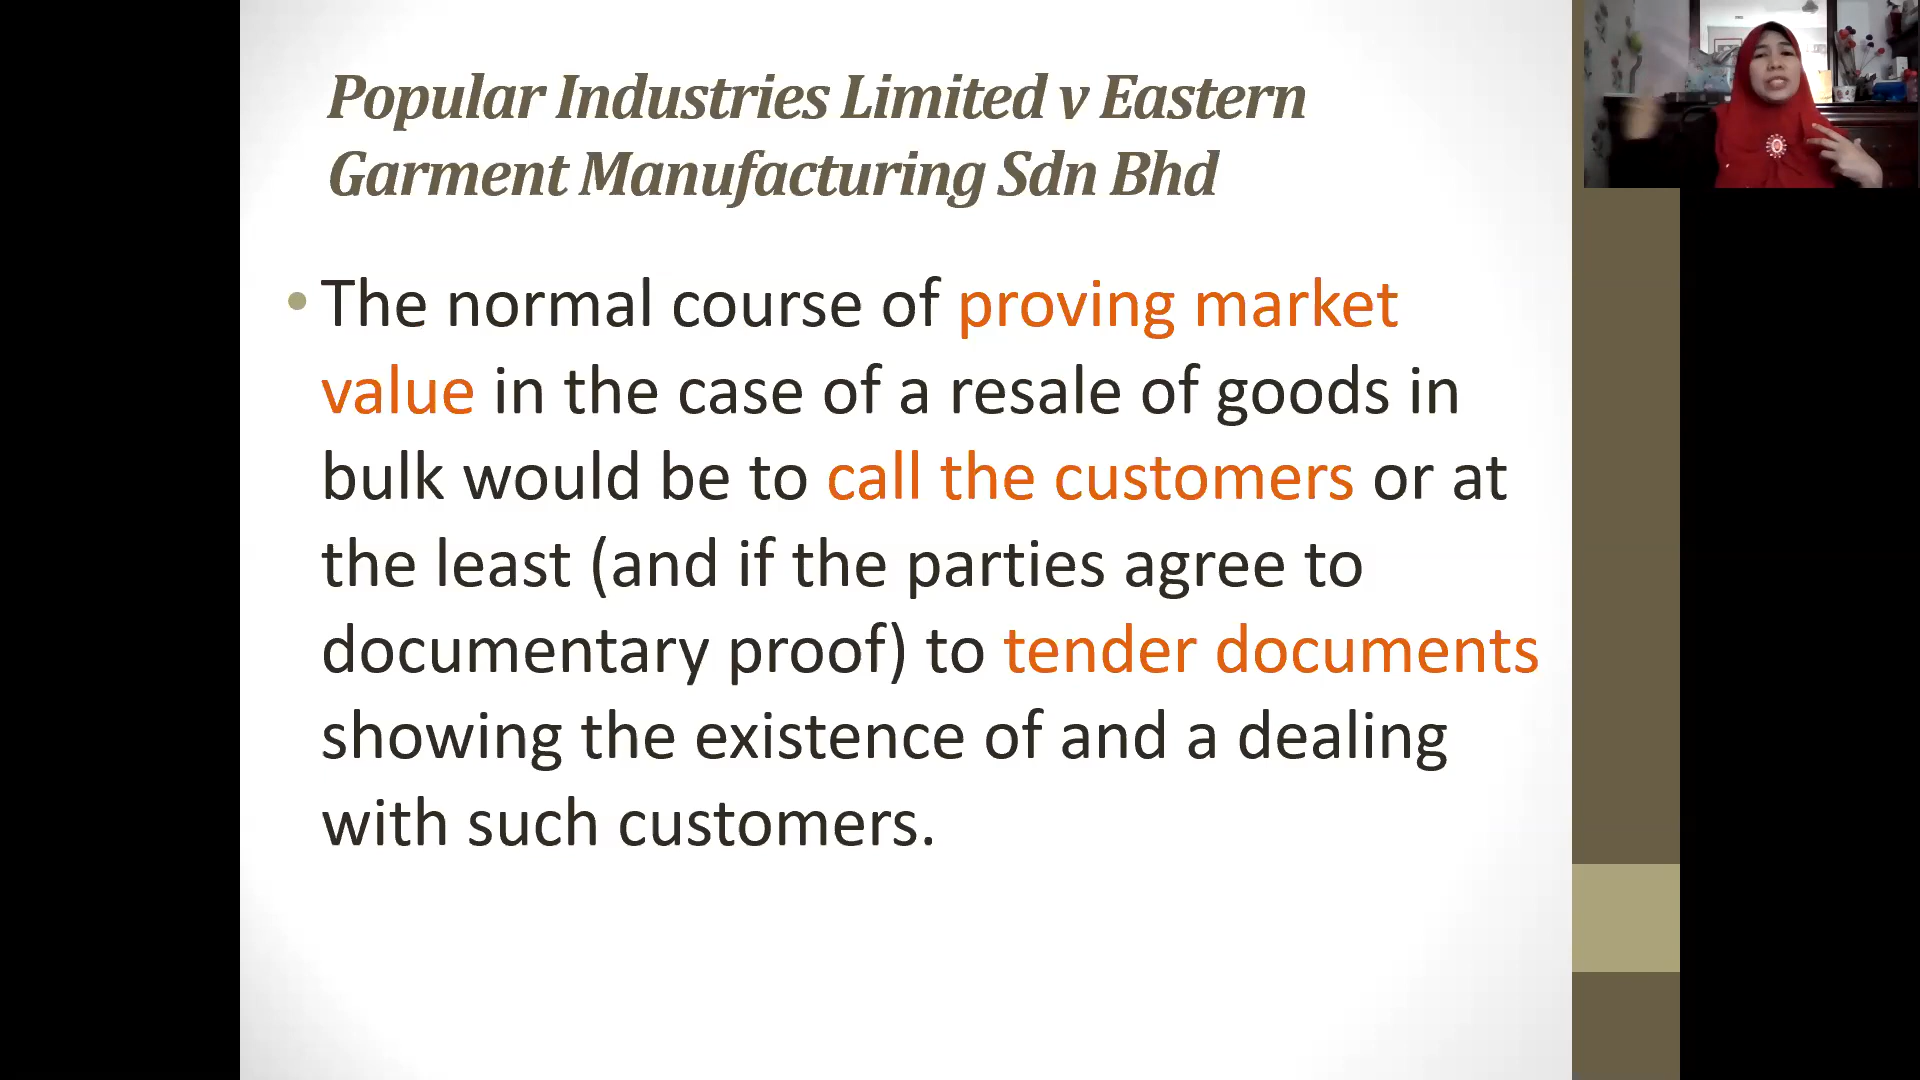 Popular Industries Limited v Eastern
Garment Manufacturing Sdn Bhd
• The normal course of proving market
value in the case of a resale of goods in
bulk would be to call the customers or at
the least (and if the parties agree to
documentary proof) to tender documents
showing the existence of and a dealing
with such customers.